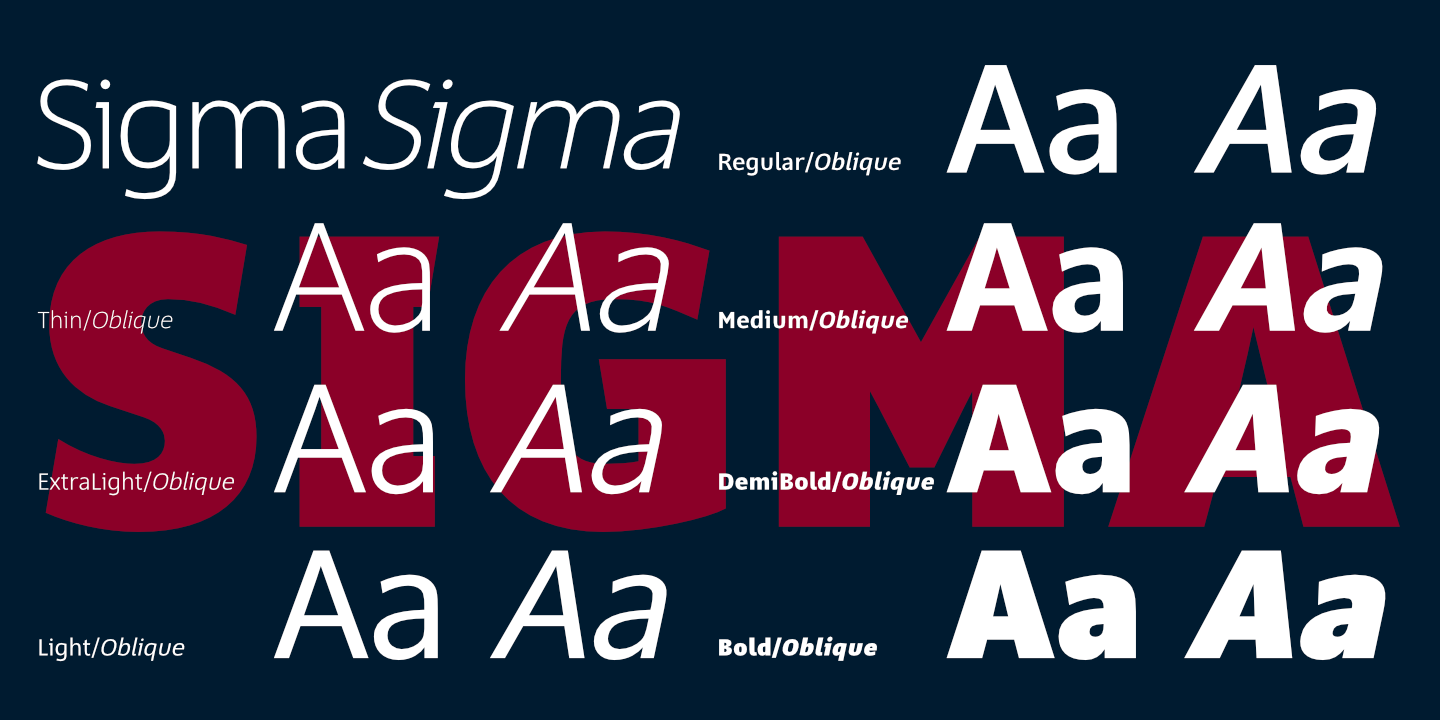 Sigma Sigma
Regular/Oblique Aa Aa
SIGMA
Thin/Oblique Aa Aa
Medium/Oblique Aa Aa
ExtraLight/Oblique Aa Aa
DemiBold/Oblique Aa Aa
Light/Oblique Aa Aa
Bold/Oblique Aa Aa